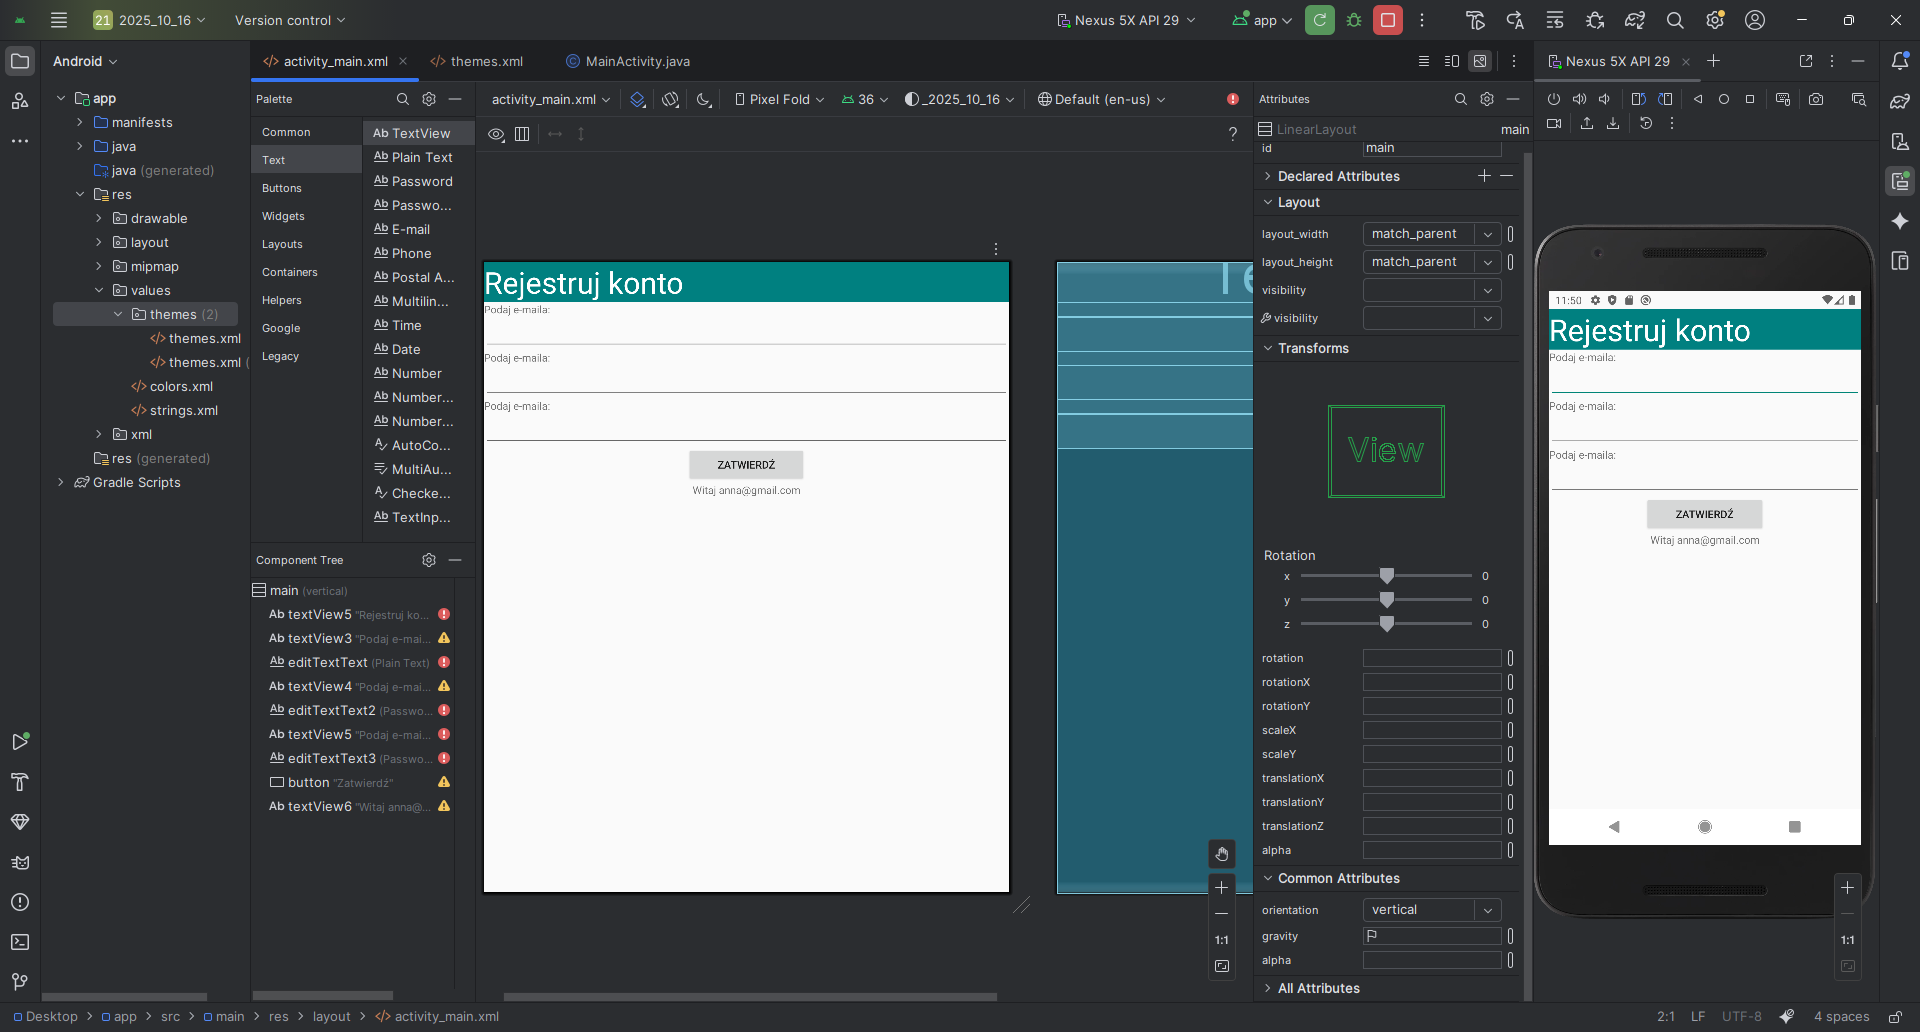 21 2025_10_16 Version control Nexus 5X API 29 app
Android activity_main.xml themes.xml MainActivity.java Nexus 5X API 29
Palette activity_main.xml Pixel Fold 36 _2025_10_16 Default (en-us) Attributes
app
manifests
java
java (generated)
res
drawable
layout
mipmap
values
themes (2)
themes.xml
themes.xml (
colors.xml
strings.xml
xml
res (generated)
Gradle Scripts
Common
Text
Buttons
Widgets
Layouts
Containers
Helpers
Google
Legacy
Ab TextView
Ab Plain Text
Ab Password
Ab Passwo...
Ab E-mail
Ab Phone
Ab Postal A...
Ab Multilin...
Ab Time
Ab Date
Ab Number
Ab Number...
Ab Number...
AutoCo...
MultiAu...
Checke...
Ab TextInp...
Component Tree
main (vertical)
Ab textView5 "Rejestruj ko...
Ab textView3 "Podaj e-mai...
Ab editTextText (Plain Text)
Ab textView4 "Podaj e-mai...
Ab editTextText2 (Passwo...
Ab textView5 "Podaj e-mai...
Ab editTextText3 (Passwo...
button "Zatwierdź"
Ab textView6 "Witaj anna@...
?
Rejestruj konto
Podaj e-maila:
Podaj e-maila:
Podaj e-maila:
ZATWIERDŹ
Witaj anna@gmail.com
Te
1:1
LinearLayout main
id main
Declared Attributes
Layout
layout_width match_parent
layout_height match_parent
visibility
visibility
Transforms
View
Rotation
x 0
y 0
z 0
rotation
rotationX
rotationY
scaleX
scaleY
translationX
translationY
translationZ
alpha
Common Attributes
orientation vertical
gravity
alpha
All Attributes
11:50
Rejestruj konto
Podaj e-maila:
Podaj e-maila:
Podaj e-maila:
ZATWIERDŹ
Witaj anna@gmail.com
1:1
Desktop app src main res layout activity_main.xml 2:1 LF UTF-8 4 spaces